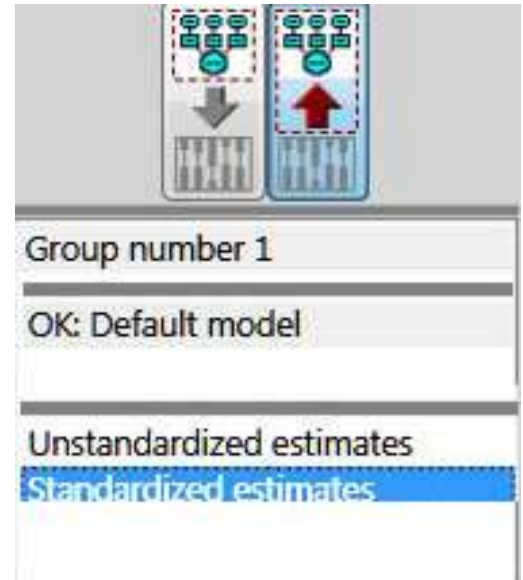 Group number 1
OK: Default model
Unstandardized estimates
Standardized estimates